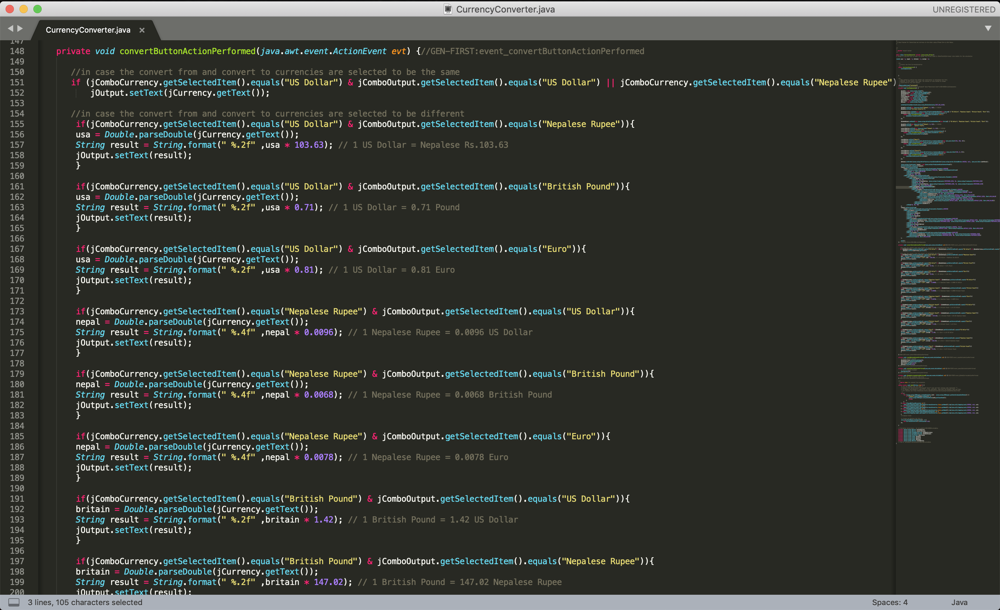 CurrencyConverter.java
UNREGISTERED
CurrencyConverter.java ×
147
148 private void convertButtonActionPerformed(java.awt.event.ActionEvent evt) {//GEN-FIRST:event_convertButtonActionPerformed
149
150 //in case the convert from and convert to currencies are selected to be the same
151 if (jComboCurrency.getSelectedItem().equals("US Dollar") & jComboOutput.getSelectedItem().equals("US Dollar") || jComboCurrency.getSelectedItem().equals("Nepalese Rupee")
152 jOutput.setText(jCurrency.getText());
153
154 //in case the convert from and convert to currencies are selected to be different
155 if(jComboCurrency.getSelectedItem().equals("US Dollar") & jComboOutput.getSelectedItem().equals("Nepalese Rupee")){
156 usa = Double.parseDouble(jCurrency.getText());
157 String result = String.format(" %.2f" ,usa * 103.63); // 1 US Dollar = Nepalese Rs.103.63
158 jOutput.setText(result);
159 }
160
161 if(jComboCurrency.getSelectedItem().equals("US Dollar") & jComboOutput.getSelectedItem().equals("British Pound")){
162 usa = Double.parseDouble(jCurrency.getText());
163 String result = String.format(" %.2f" ,usa * 0.71); // 1 US Dollar = 0.71 Pound
164 jOutput.setText(result);
165 }
166
167 if(jComboCurrency.getSelectedItem().equals("US Dollar") & jComboOutput.getSelectedItem().equals("Euro")){
168 usa = Double.parseDouble(jCurrency.getText());
169 String result = String.format(" %.2f" ,usa * 0.81); // 1 US Dollar = 0.81 Euro
170 jOutput.setText(result);
171 }
172
173 if(jComboCurrency.getSelectedItem().equals("Nepalese Rupee") & jComboOutput.getSelectedItem().equals("US Dollar")){
174 nepal = Double.parseDouble(jCurrency.getText());
175 String result = String.format(" %.4f" ,nepal * 0.0096); // 1 Nepalese Rupee = 0.0096 US Dollar
176 jOutput.setText(result);
177 }
178
179 if(jComboCurrency.getSelectedItem().equals("Nepalese Rupee") & jComboOutput.getSelectedItem().equals("British Pound")){
180 nepal = Double.parseDouble(jCurrency.getText());
181 String result = String.format(" %.4f" ,nepal * 0.0068); // 1 Nepalese Rupee = 0.0068 British Pound
182 jOutput.setText(result);
183 }
184
185 if(jComboCurrency.getSelectedItem().equals("Nepalese Rupee") & jComboOutput.getSelectedItem().equals("Euro")){
186 nepal = Double.parseDouble(jCurrency.getText());
187 String result = String.format(" %.4f" ,nepal * 0.0078); // 1 Nepalese Rupee = 0.0078 Euro
188 jOutput.setText(result);
189 }
190
191 if(jComboCurrency.getSelectedItem().equals("British Pound") & jComboOutput.getSelectedItem().equals("US Dollar")){
192 britain = Double.parseDouble(jCurrency.getText());
193 String result = String.format(" %.2f" ,britain * 1.42); // 1 British Pound = 1.42 US Dollar
194 jOutput.setText(result);
195 }
196
197 if(jComboCurrency.getSelectedItem().equals("British Pound") & jComboOutput.getSelectedItem().equals("Nepalese Rupee")){
198 britain = Double.parseDouble(jCurrency.getText());
199 String result = String.format(" %.2f" ,britain * 147.02); // 1 British Pound = 147.02 Nepalese Rupee
200 jOutput.setText(result);
3 lines, 105 characters selected
Spaces: 4
Java